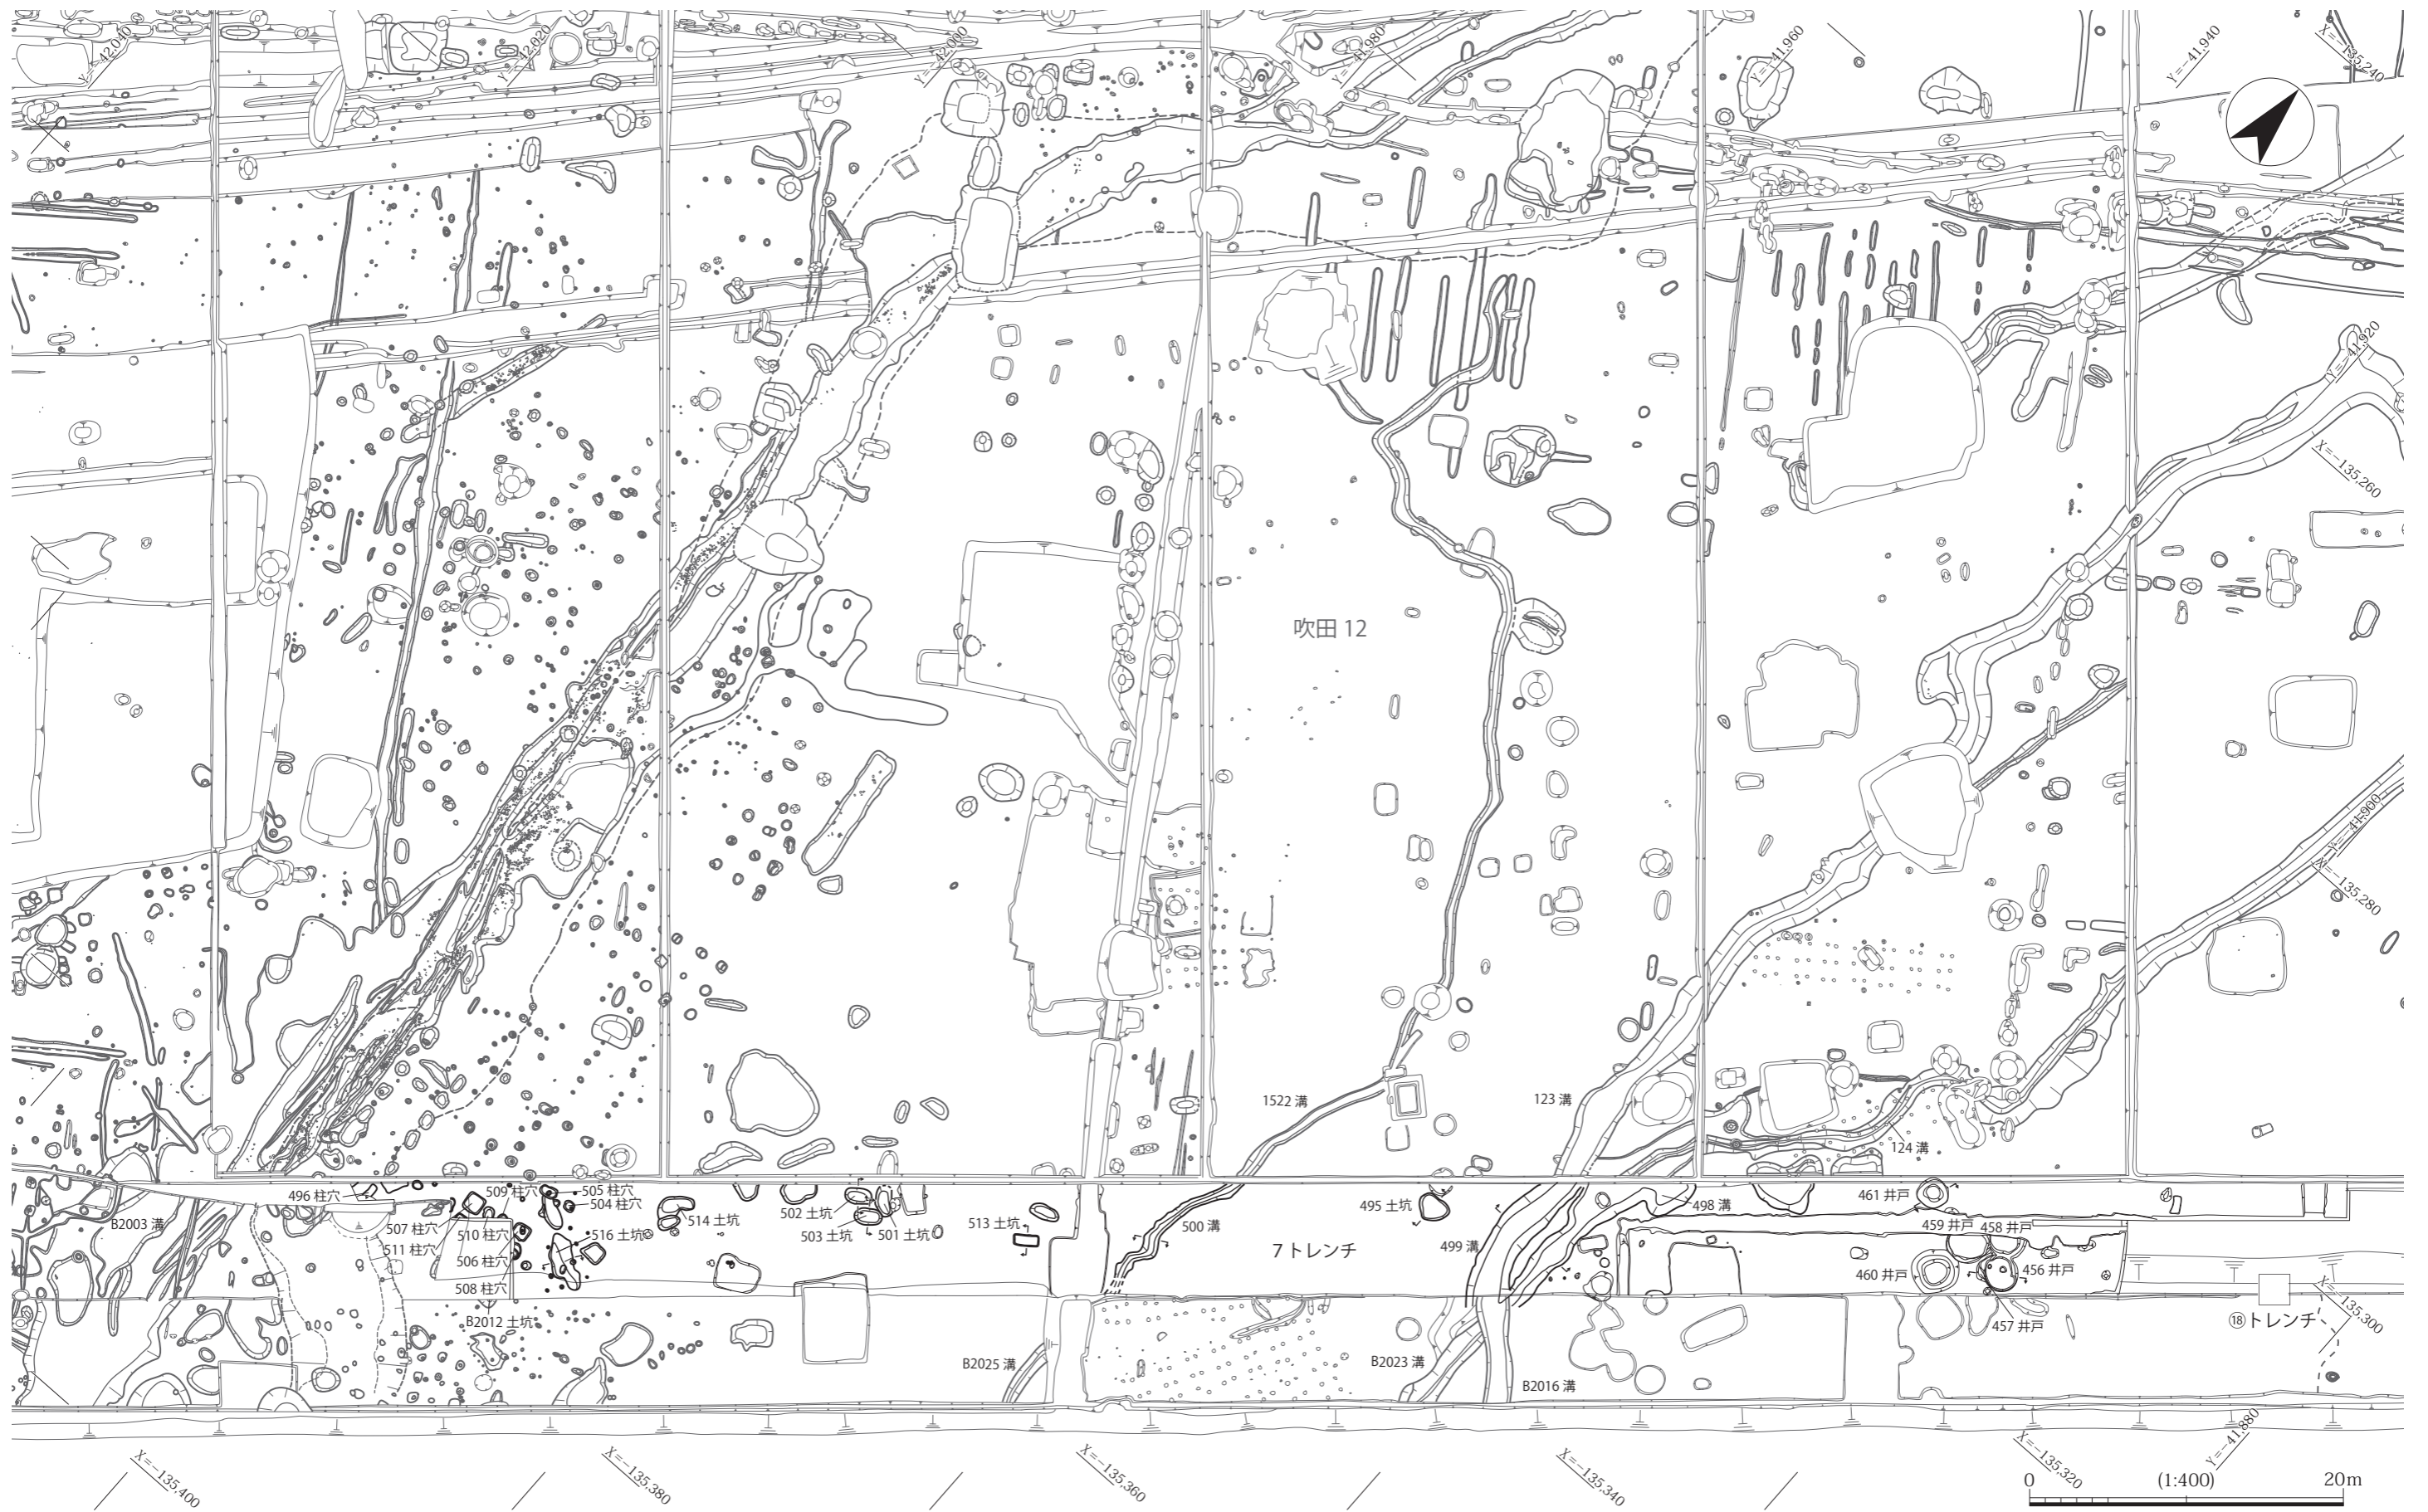 Y=-42,040
Y=-42,020
Y=-42,000
Y=-41,980
Y=-41,960
Y=-41,940
X=-135,240
Y=-41,920
X=-135,260
吹田 12
Y=-41,900
X=-135,280
1522 溝
123 溝
124 溝
496 柱穴
509 柱穴
505 柱穴
504 柱穴
B2003 溝
507 柱穴
510 柱穴
516 土坑
514 土坑
502 土坑
503 土坑
501 土坑
513 土坑
500 溝
495 土坑
498 溝
461 井戸
459 井戸
458 井戸
511 柱穴
506 柱穴
508 柱穴
7 トレンチ
499 溝
460 井戸
456 井戸
457 井戸
B2012 土坑
B2025 溝
B2023 溝
B2016 溝
⑱トレンチ
X=-135,300
X=-135,400
X=-135,380
X=-135,360
X=-135,340
X=-135,320
Y=-41,880
0 (1:400) 20m